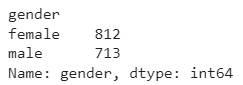 gender
female    812
male      713
Name: gender, dtype: int64